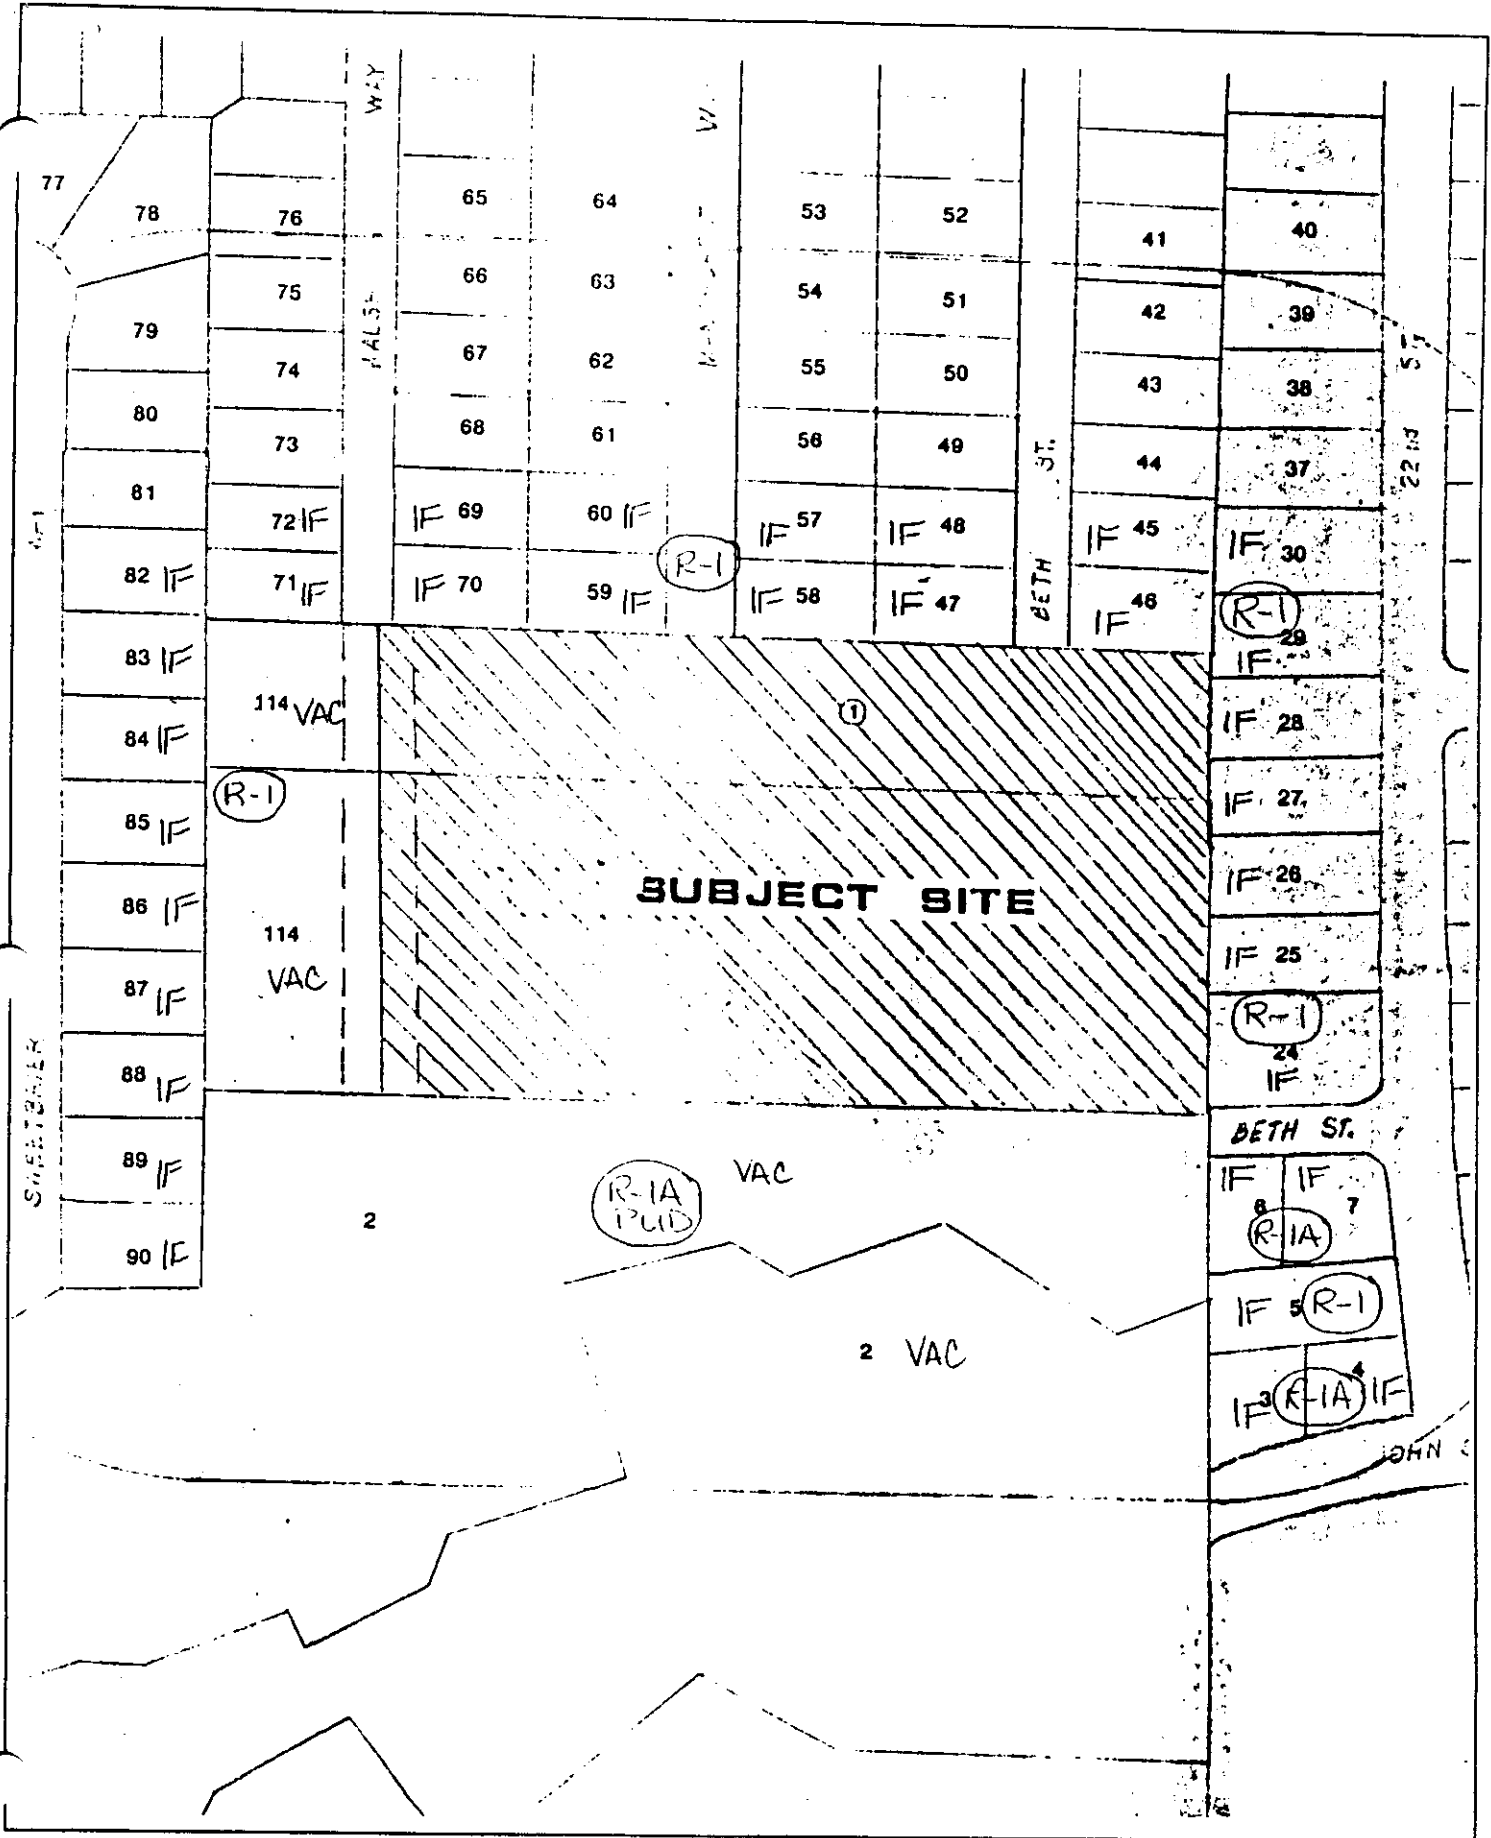 WAY
77
78
76
65
64
53
52
41
40
75
66
63
54
51
42
39
79
74
67
62
55
50
43
38
ST
80
73
68
61
56
49
BETH ST.
44
37
22nd
81
72 IF
IF 69
60 IF
IF 57
IF 48
IF 45
IF 30
82 IF
71 IF
IF 70
59 IF
R-1
IF 58
IF 47
IF 46
R-1
29
IF
83 IF
114 VAC
1
IF 28
84 IF
R-1
IF 27
85 IF
86 IF
SUBJECT SITE
IF 26
114
VAC
IF 25
87 IF
R-1
24
IF
88 IF
BETH ST.
89 IF
R-1A
PUD
VAC
IF
IF
6
7
R-1A
2
90 IF
IF 5 R-1
2 VAC
IF 3 R-1A 4 IF
JOHN